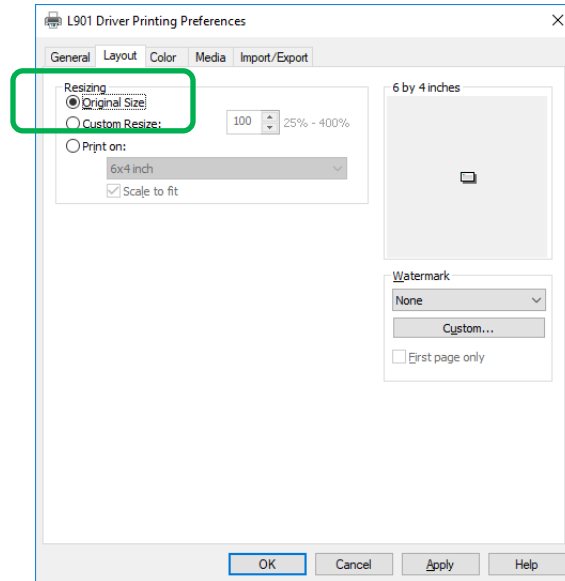 L901 Driver Printing Preferences
General Layout Color Media Import/Export
Resizing
Original Size
Custom Resize: 100 25% - 400%
Print on:
6x4 inch
Scale to fit
6 by 4 inches
Watermark
None
Custom...
First page only
OK Cancel Apply Help